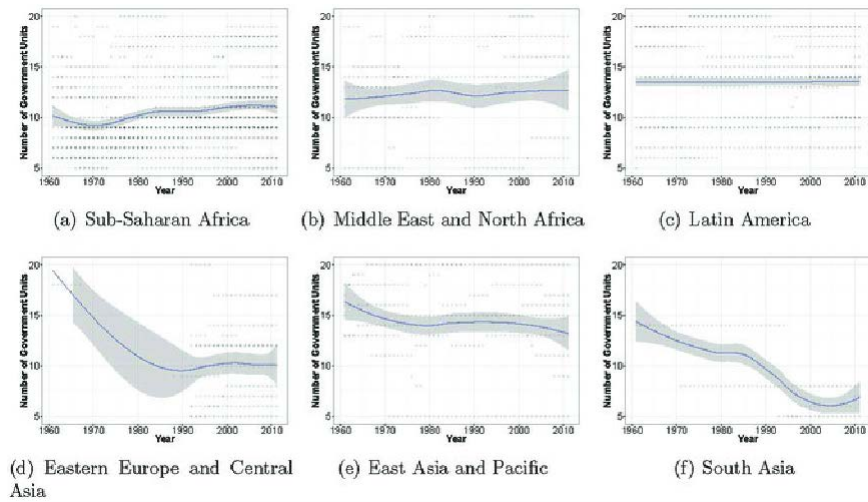 Number of Government Units
20
15
10
5
1960 1970 1980 1990 2000 2010
Year
(a) Sub-Saharan Africa
Number of Government Units
20
15
10
5
1960 1970 1980 1990 2000 2010
Year
(b) Middle East and North Africa
Number of Government Units
20
15
10
5
1960 1970 1980 1990 2000 2010
Year
(c) Latin America
Number of Government Units
20
15
10
5
1960 1970 1980 1990 2000 2010
Year
(d) Eastern Europe and Central
Asia
Number of Government Units
20
15
10
5
1960 1970 1980 1990 2000 2010
Year
(e) East Asia and Pacific
Number of Government Units
20
15
10
5
1960 1970 1980 1990 2000 2010
Year
(f) South Asia